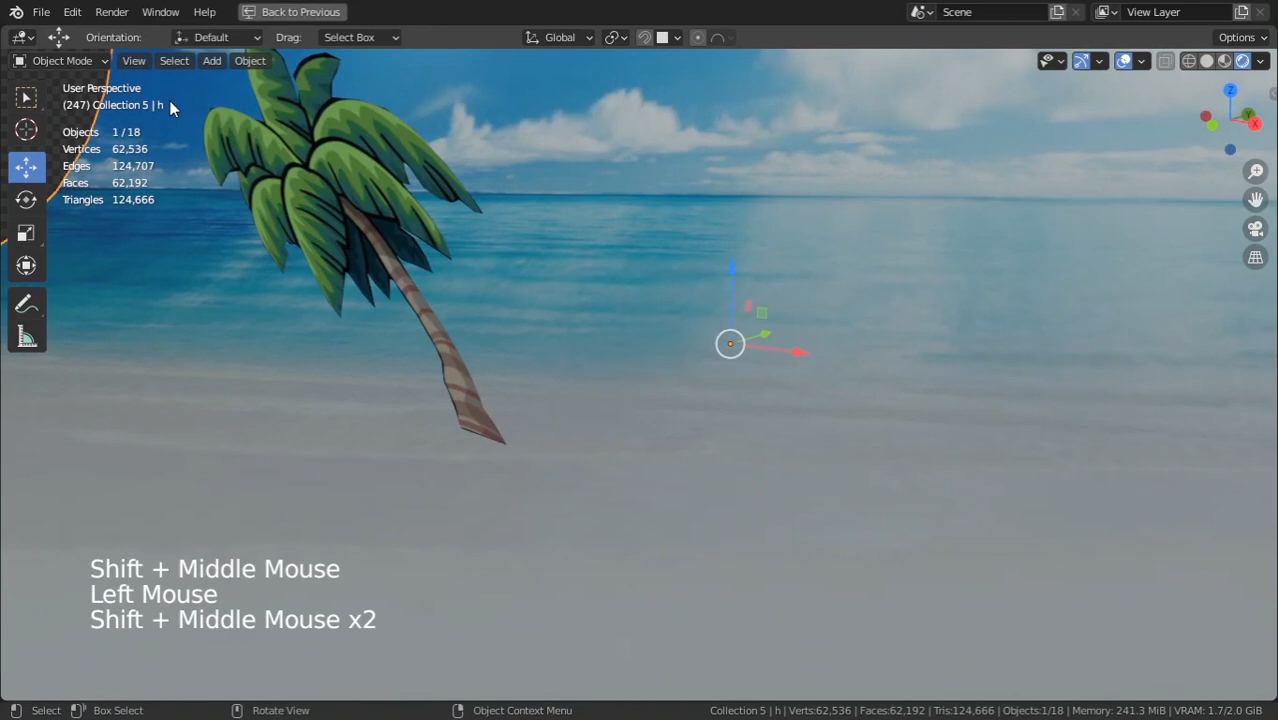 File Edit Render Window Help Back to Previous Scene View Layer
Orientation: Default Drag: Select Box Global Options
Object Mode View Select Add Object
User Perspective
(247) Collection 5 | h
Objects 1 / 18
Vertices 62,536
Edges 124,707
Faces 62,192
Triangles 124,666
Z
Y
X
Shift + Middle Mouse
Left Mouse
Shift + Middle Mouse x2
Select Box Select Rotate View Object Context Menu Collection 5 | h | Verts:62,536 | Faces:62,192 | Tris:124,666 | Objects:1/18 | Memory: 241.3 MiB | VRAM: 1.7/2.0 GiB